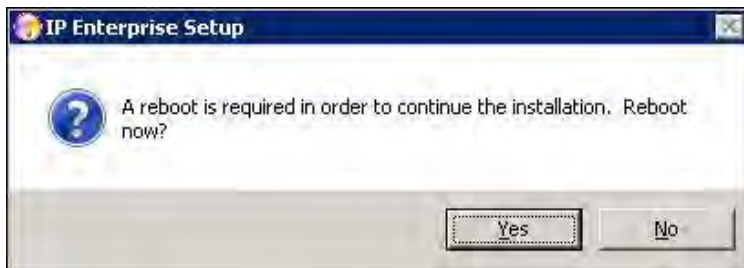 IP Enterprise Setup
A reboot is required in order to continue the installation. Reboot
now?
Yes
No